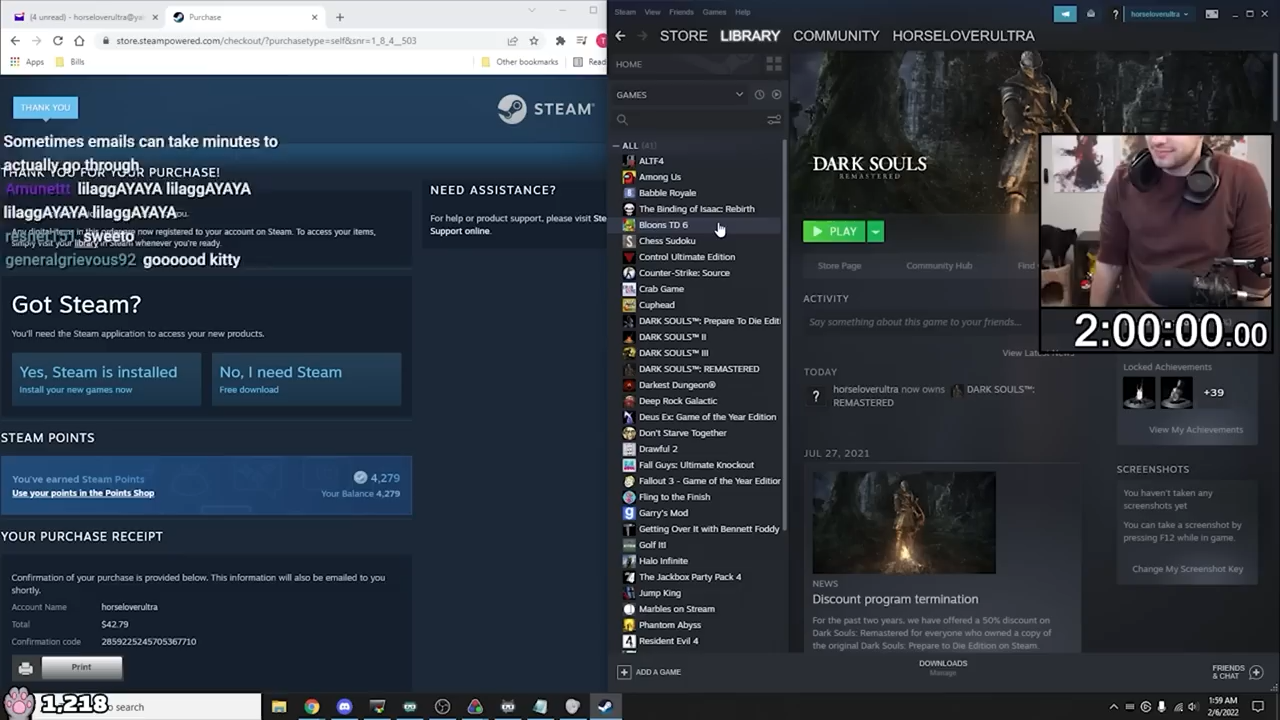 (4 unread) - horseloverultra@ya
Purchase
store.steampowered.com/checkout/?purchasetype=self&snr=1_8_4__503
Apps
Bills
Other bookmarks
THANK YOU
STEAM
Sometimes emails can take minutes to
actually go through
THANK YOU FOR YOUR PURCHASE!
Amunettt lilaggAYAYA lilaggAYAYA
lilaggAYAYA lilaggAYAYA
sweeto
generalgrievous92 goooood kitty
NEED ASSISTANCE?
For help or product support, please visit Ste
Support online.
Got Steam?
You'll need the Steam application to access your new products.
Yes, Steam is installed
Install your new games now
No, I need Steam
Free download
STEAM POINTS
You've earned Steam Points
Use your points in the Points Shop
4,279
Your Balance 4,279
YOUR PURCHASE RECEIPT
Confirmation of your purchase is provided below. This information will also be emailed to you
shortly.
Account Name horseloverultra
Total $42.79
Confirmation code 2859225245705367710
Print
1,218
o search
Steam View Friends Games Help
horseloverultra
STORE LIBRARY COMMUNITY HORSELOVERULTRA
HOME
GAMES
ALL (41)
ALTF4
Among Us
Babble Royale
The Binding of Isaac: Rebirth
Bloons TD 6
Chess Sudoku
Control Ultimate Edition
Counter-Strike: Source
Crab Game
Cuphead
DARK SOULS™: Prepare To Die Editi
DARK SOULS™ II
DARK SOULS™ III
DARK SOULS™: REMASTERED
Darkest Dungeon®
Deep Rock Galactic
Deus Ex: Game of the Year Edition
Don't Starve Together
Drawful 2
Fall Guys: Ultimate Knockout
Fallout 3 - Game of the Year Edition
Fling to the Finish
Garry's Mod
Getting Over It with Bennett Foddy
Golf It!
Halo Infinite
The Jackbox Party Pack 4
Jump King
Marbles on Stream
Phantom Abyss
Resident Evil 4
ADD A GAME
DARK SOULS
REMASTERED
PLAY
Store Page
Community Hub
Find
2:00:00.00
ACTIVITY
Say something about this game to your friends...
View Latest News
TODAY
horseloverultra now owns DARK SOULS™:
REMASTERED
JUL 27, 2021
NEWS
Discount program termination
For the past two years, we have offered a 50% discount on
Dark Souls: Remastered for everyone who owned a copy of
the original Dark Souls: Prepare to Die Edition on Steam.
Locked Achievements
+39
View My Achievements
SCREENSHOTS
You haven't taken any
screenshots yet
You can take a screenshot by
pressing F12 while in game.
Change My Screenshot Key
DOWNLOADS
Manage
FRIENDS
& CHAT
1:59 AM
2/6/2022